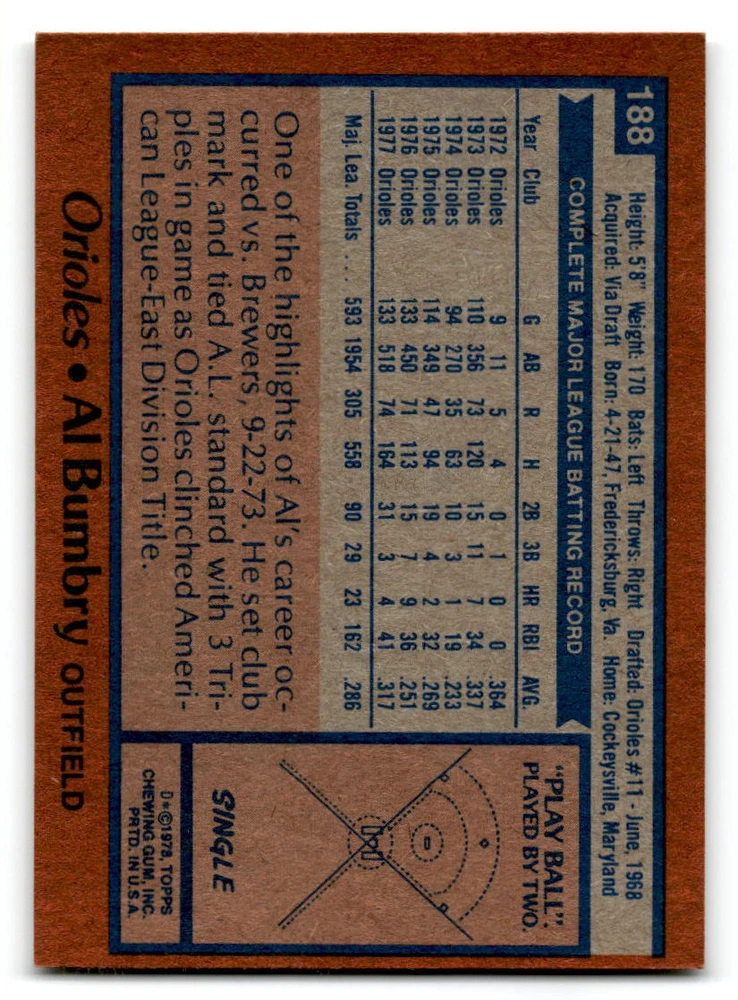 188
Height: 5'8" Weight: 170 Bats: Left Throws: Right Drafted: Orioles #11 - June, 1968
Acquired: Via Draft Born: 4-21-47, Fredericksburg, Va. Home: Cockeysville, Maryland
COMPLETE MAJOR LEAGUE BATTING RECORD
Year Club G AB R H 2B 3B HR RBI AVG.
1972 Orioles 9 11 5 4 0 1 0 0 .364
1973 Orioles 110 356 73 120 15 11 7 34 .337
1974 Orioles 94 270 35 63 10 3 1 19 .233
1975 Orioles 114 349 47 94 19 4 2 32 .269
1976 Orioles 133 450 71 113 15 7 9 36 .251
1977 Orioles 133 518 74 164 31 3 4 41 .317
Maj. Lea. Totals .... 593 1954 305 558 90 29 23 162 .286
One of the highlights of Al's career oc-
curred vs. Brewers, 9-22-73. He set club
mark and tied A.L. standard with 3 Tri-
ples in game as Orioles clinched Ameri-
can League-East Division Title.
"PLAY BALL".
PLAYED BY TWO.
SINGLE
D*©1978, TOPPS
CHEWING GUM, INC.
PRTD. IN U.S.A.
Orioles • Al Bumbry OUTFIELD